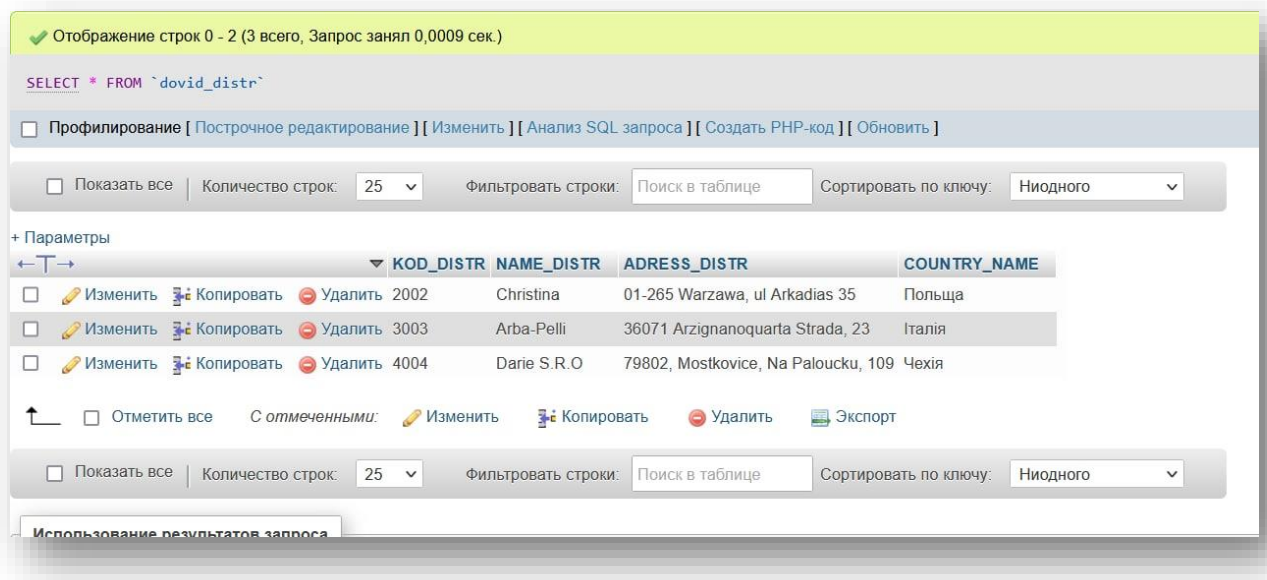 Отображение строк 0 - 2 (3 всего, Запрос занял 0,0009 сек.)
SELECT * FROM `dovid_distr`
Профилирование [ Построчное редактирование ] [ Изменить ] [ Анализ SQL запроса ] [ Создать PHP-код ] [ Обновить ]
Показать все | Количество строк: 25 Фильтровать строки: Поиск в таблице Сортировать по ключу: Ниодного
+ Параметры
←T→ KOD_DISTR NAME_DISTR ADRESS_DISTR COUNTRY_NAME
Изменить Копировать Удалить 2002 Christina 01-265 Warzawa, ul Arkadias 35 Польща
Изменить Копировать Удалить 3003 Arba-Pelli 36071 Arzignanoquarta Strada, 23 Італія
Изменить Копировать Удалить 4004 Darie S.R.O 79802, Mostkovice, Na Paloucku, 109 Чехія
Отметить все С отмеченными: Изменить Копировать Удалить Экспорт
Показать все | Количество строк: 25 Фильтровать строки: Поиск в таблице Сортировать по ключу: Ниодного
Использование результатов запроса